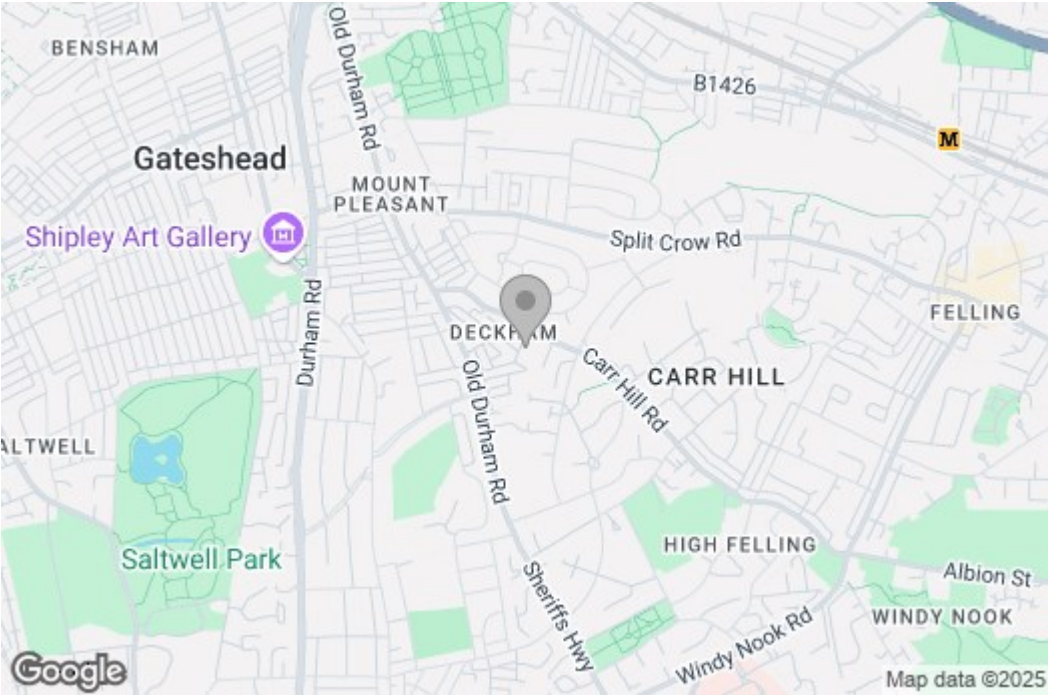 BENSHAM
Old Durham Rd
B1426
M
Gateshead
MOUNT
PLEASANT
Shipley Art Gallery
Split Crow Rd
Durham Rd
FELLING
DECKHAM
Carr Hill Rd
CARR HILL
Old Durham Rd
ALTWELL
Saltwell Park
HIGH FELLING
Albion St
Sheriffs Hwy
WINDY NOOK
Windy Nook Rd
Google
Map data ©2025